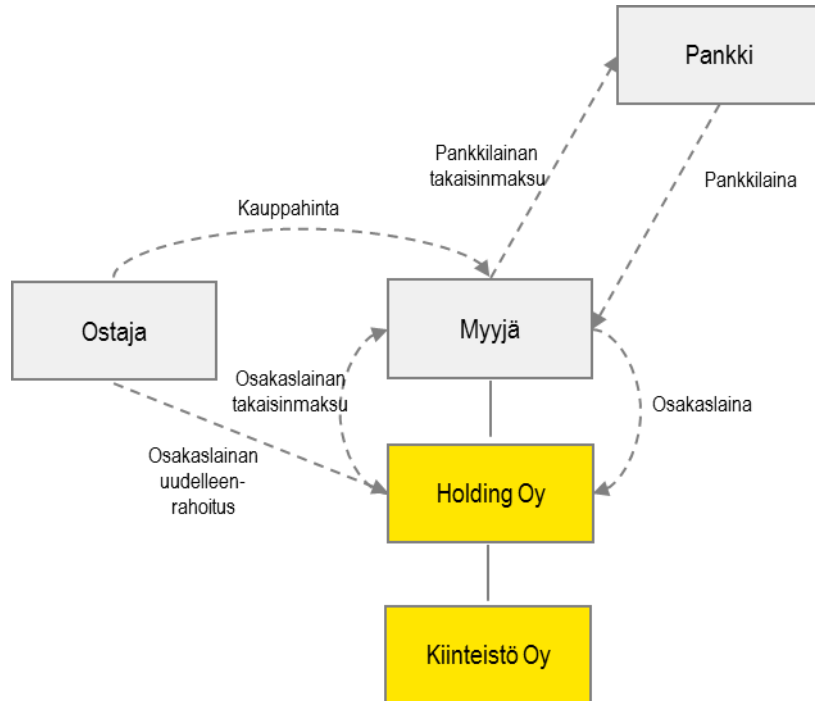 Pankki
Pankkilainan
takaisinmaksu
Pankkilaina
Kauppahinta
Ostaja
Myyjä
Osakaslainan
takaisinmaksu
Osakaslaina
Osakaslainan
uudelleen-
rahoitus
Holding Oy
Kiinteistö Oy